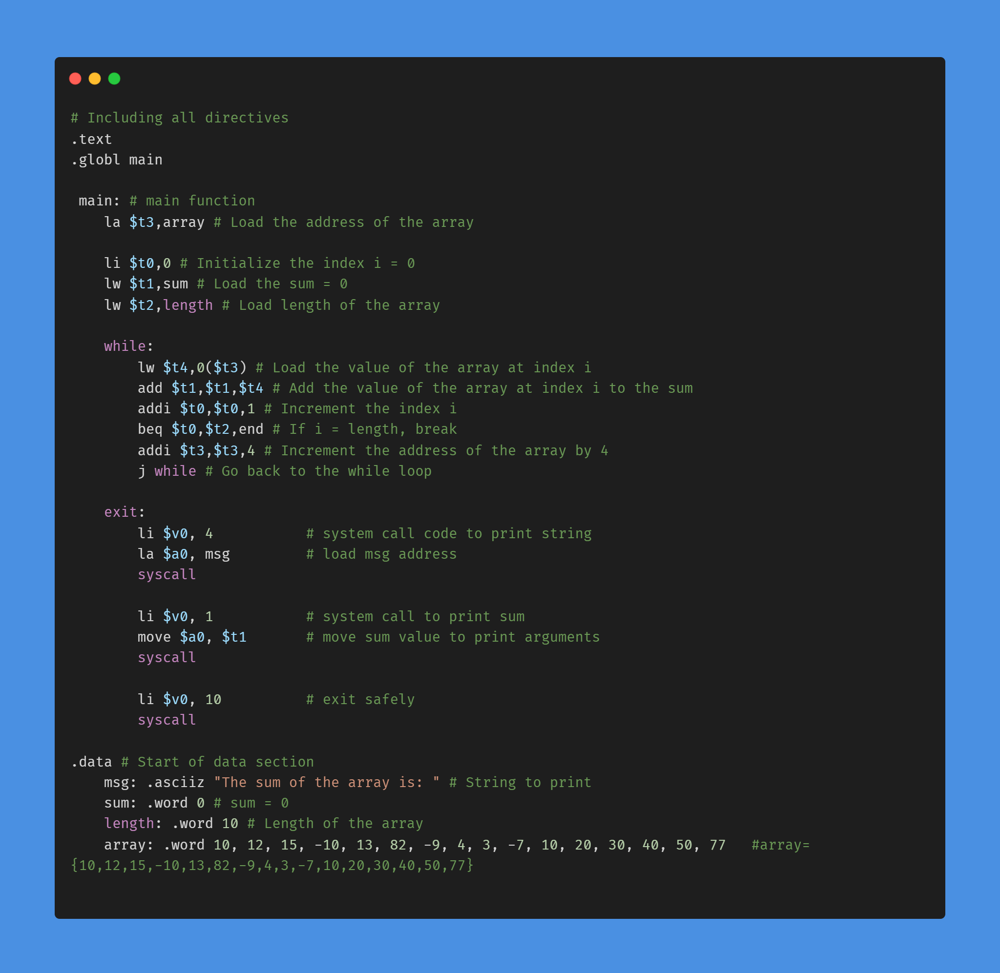 # Including all directives
.text
.globl main
main: # main function
la $t3,array # Load the address of the array
li $t0,0 # Initialize the index i = 0
lw $t1,sum # Load the sum = 0
lw $t2,length # Load length of the array
while:
lw $t4,0($t3) # Load the value of the array at index i
add $t1,$t1,$t4 # Add the value of the array at index i to the sum
addi $t0,$t0,1 # Increment the index i
beq $t0,$t2,end # If i = length, break
addi $t3,$t3,4 # Increment the address of the array by 4
j while # Go back to the while loop
exit:
li $v0, 4 # system call code to print string
la $a0, msg # load msg address
syscall
li $v0, 1 # system call to print sum
move $a0, $t1 # move sum value to print arguments
syscall
li $v0, 10 # exit safely
syscall
.data # Start of data section
msg: .asciiz "The sum of the array is: " # String to print
sum: .word 0 # sum = 0
length: .word 10 # Length of the array
array: .word 10, 12, 15, -10, 13, 82, -9, 4, 3, -7, 10, 20, 30, 40, 50, 77 #array=
{10,12,15,-10,13,82,-9,4,3,-7,10,20,30,40,50,77}